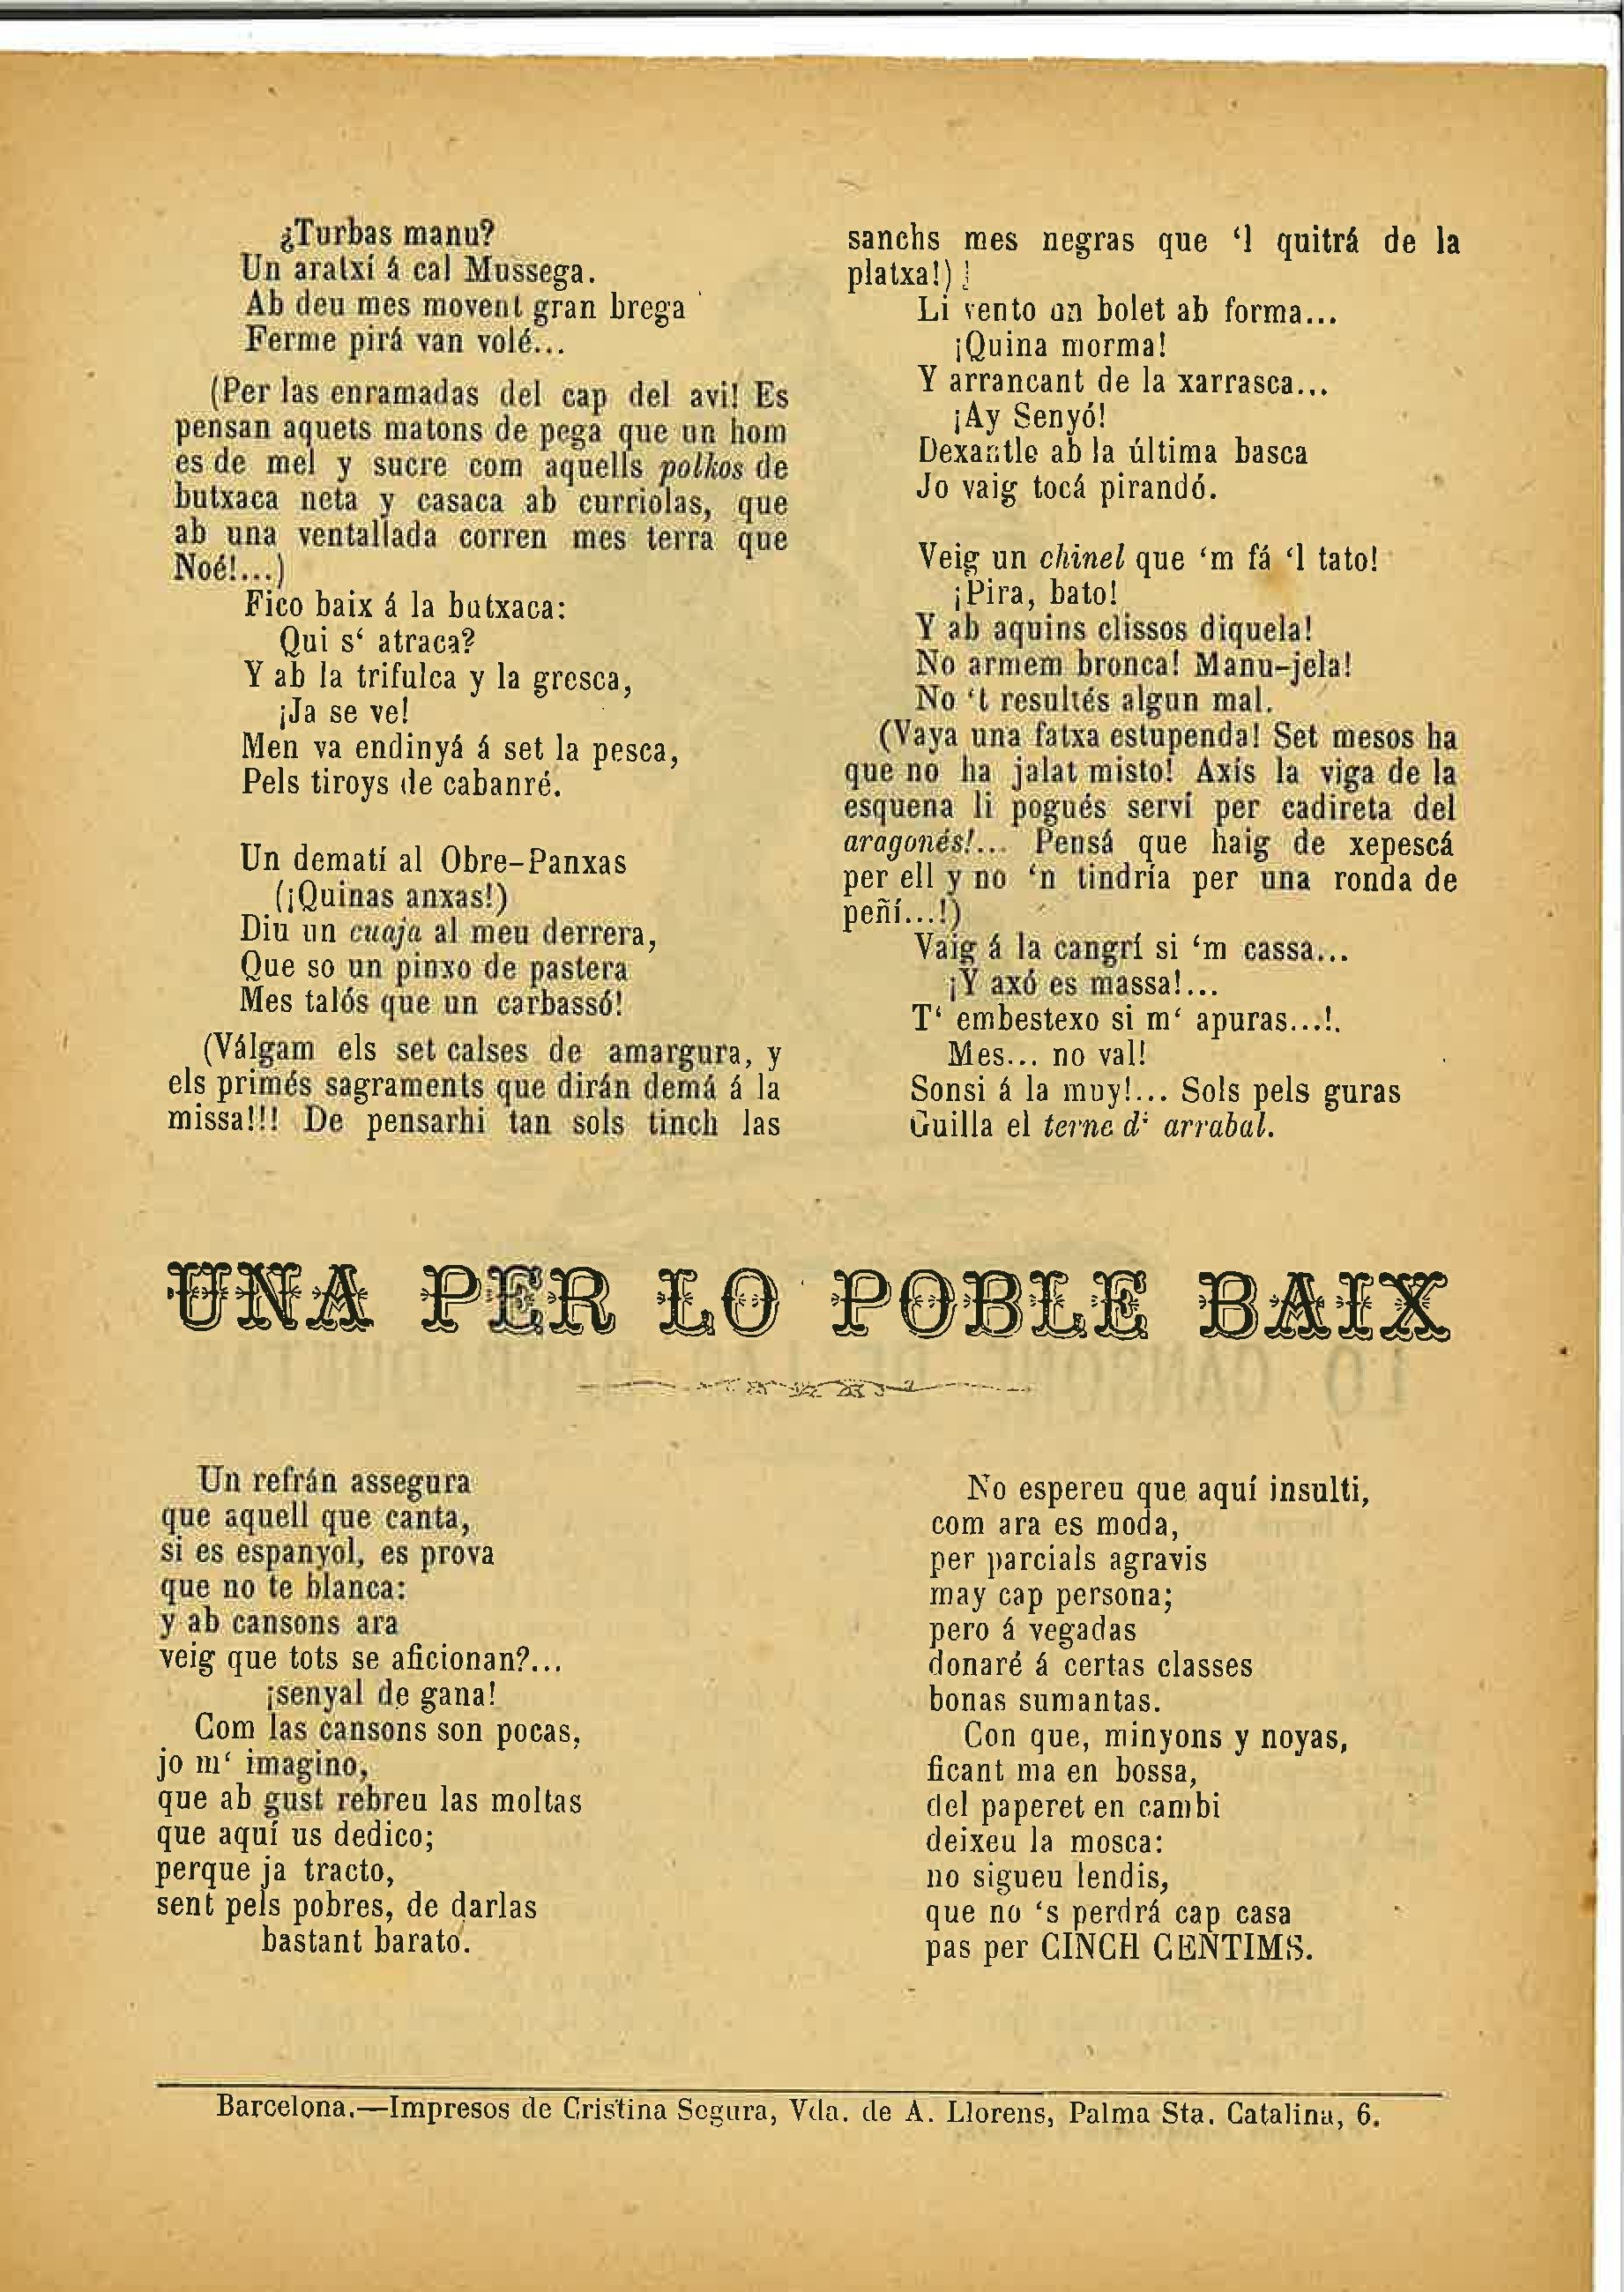 ¿Turbas manu?
Un aratxí á cal Mussega.
Ab deu mes movent gran brega
Ferme pirá van volé...
(Per las enramadas del cap del avi! Es
pensan aquets matons de pega que un hom
es de mel y sucre com aquells polkos de
butxaca neta y casaca ab curriolas, que
ab una ventallada corren mes terra que
Noé!...)
Fico baix á la butxaca:
Qui s‘ atraca?
Y ab la trifulca y la gresca,
¡Ja se ve!
Men va endinyá á set la pesca,
Pels tiroys de cabanré.
Un dematí al Obre-Panxas
(¡Quinas anxas!)
Diu un cuaja al meu derrera,
Que so un pinxo de pastera
Mes talós que un carbassó!
(Válgam els set calses de amargura, y
els primés sagraments que dirán demá á la
missa!!! De pensarhi tan sols tinch las
sanchs mes negras que ‘l quitrá de la
platxa!)
Li vento un bolet ab forma...
¡Quina morma!
Y arrancant de la xarrasca...
¡Ay Senyó!
Dexantle ab la última basca
Jo vaig tocá pirandó.
Veig un chinel que ‘m fá ‘l tato!
¡Pira, bato!
Y ab aquins clissos diquela!
No armem bronca! Manu-jela!
No ‘t resultés algun mal.
(Vaya una fatxa estupenda! Set mesos ha
que no ha jalat misto! Axís la viga de la
esquena li pogués serví per cadireta del
aragonés!... Pensá que haig de xepescá
per ell y no ‘n tindría per una ronda de
peñí...!)
Vaig á la cangrí si ‘m cassa...
¡Y axó es massa!...
T‘ embestexo si m‘ apuras...!.
Mes... no val!
Sonsi á la muy!... Sols pels guras
Guilla el terne d‘ arrabal.
UNA PER LO POBLE BAIX
Un refrán assegura
que aquell que canta,
si es espanyol, es prova
que no te blanca:
y ab cansons ara
veig que tots se aficionan?...
¡senyal de gana!
Com las cansons son pocas,
jo m‘ imagino,
que ab gust rebreu las moltas
que aquí us dedico;
perque ja tracto,
sent pels pobres, de darlas
bastant barato.
No espereu que aquí insulti,
com ara es moda,
per parcials agravis
may cap persona;
pero á vegadas
donaré á certas classes
bonas sumantas.
Con que, minyons y noyas,
ficant ma en bossa,
del paperet en cambi
deixeu la mosca:
no sigueu lendis,
que no ‘s perdrá cap casa
pas per CINCH CENTIMS.
Barcelona.—Impresos de Cristina Segura, Vda. de A. Llorens, Palma Sta. Catalina, 6.